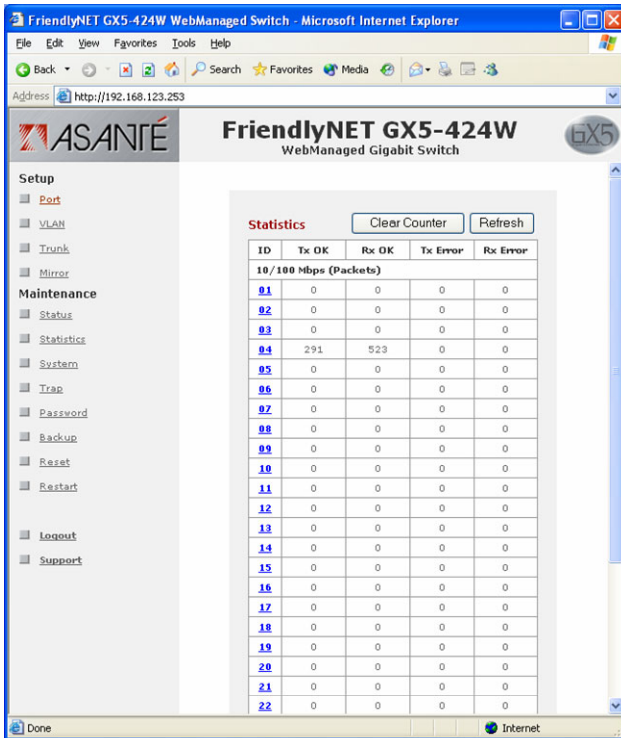 FriendlyNET GX5-424W WebManaged Switch - Microsoft Internet Explorer
File Edit View Favorites Tools Help
Back Search Favorites Media
Address http://192.168.123.253
ASANTÉ
FriendlyNET GX5-424W
WebManaged Gigabit Switch
GX5
Setup
Port
VLAN
Trunk
Mirror
Maintenance
Status
Statistics
System
Trap
Password
Backup
Reset
Restart
Logout
Support
Statistics Clear Counter Refresh
ID Tx OK Rx OK Tx Error Rx Error
10/100 Mbps (Packets)
01 0 0 0 0
02 0 0 0 0
03 0 0 0 0
04 291 523 0 0
05 0 0 0 0
06 0 0 0 0
07 0 0 0 0
08 0 0 0 0
09 0 0 0 0
10 0 0 0 0
11 0 0 0 0
12 0 0 0 0
13 0 0 0 0
14 0 0 0 0
15 0 0 0 0
16 0 0 0 0
17 0 0 0 0
18 0 0 0 0
19 0 0 0 0
20 0 0 0 0
21 0 0 0 0
22 0 0 0 0
Done Internet